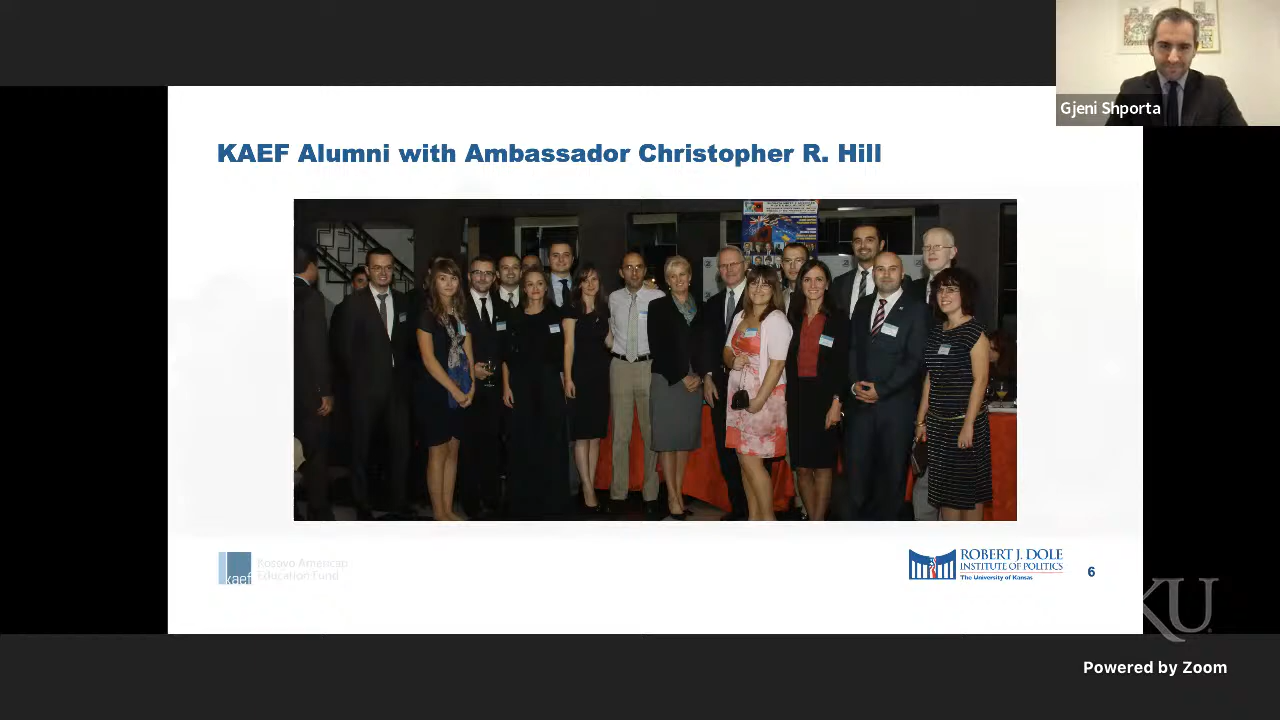 Gjeni Shporta
KAEF Alumni with Ambassador Christopher R. Hill
kaef
Kosovo American
Education Fund
ROBERT J. DOLE
INSTITUTE OF POLITICS
The University of Kansas
6
KU
Powered by Zoom